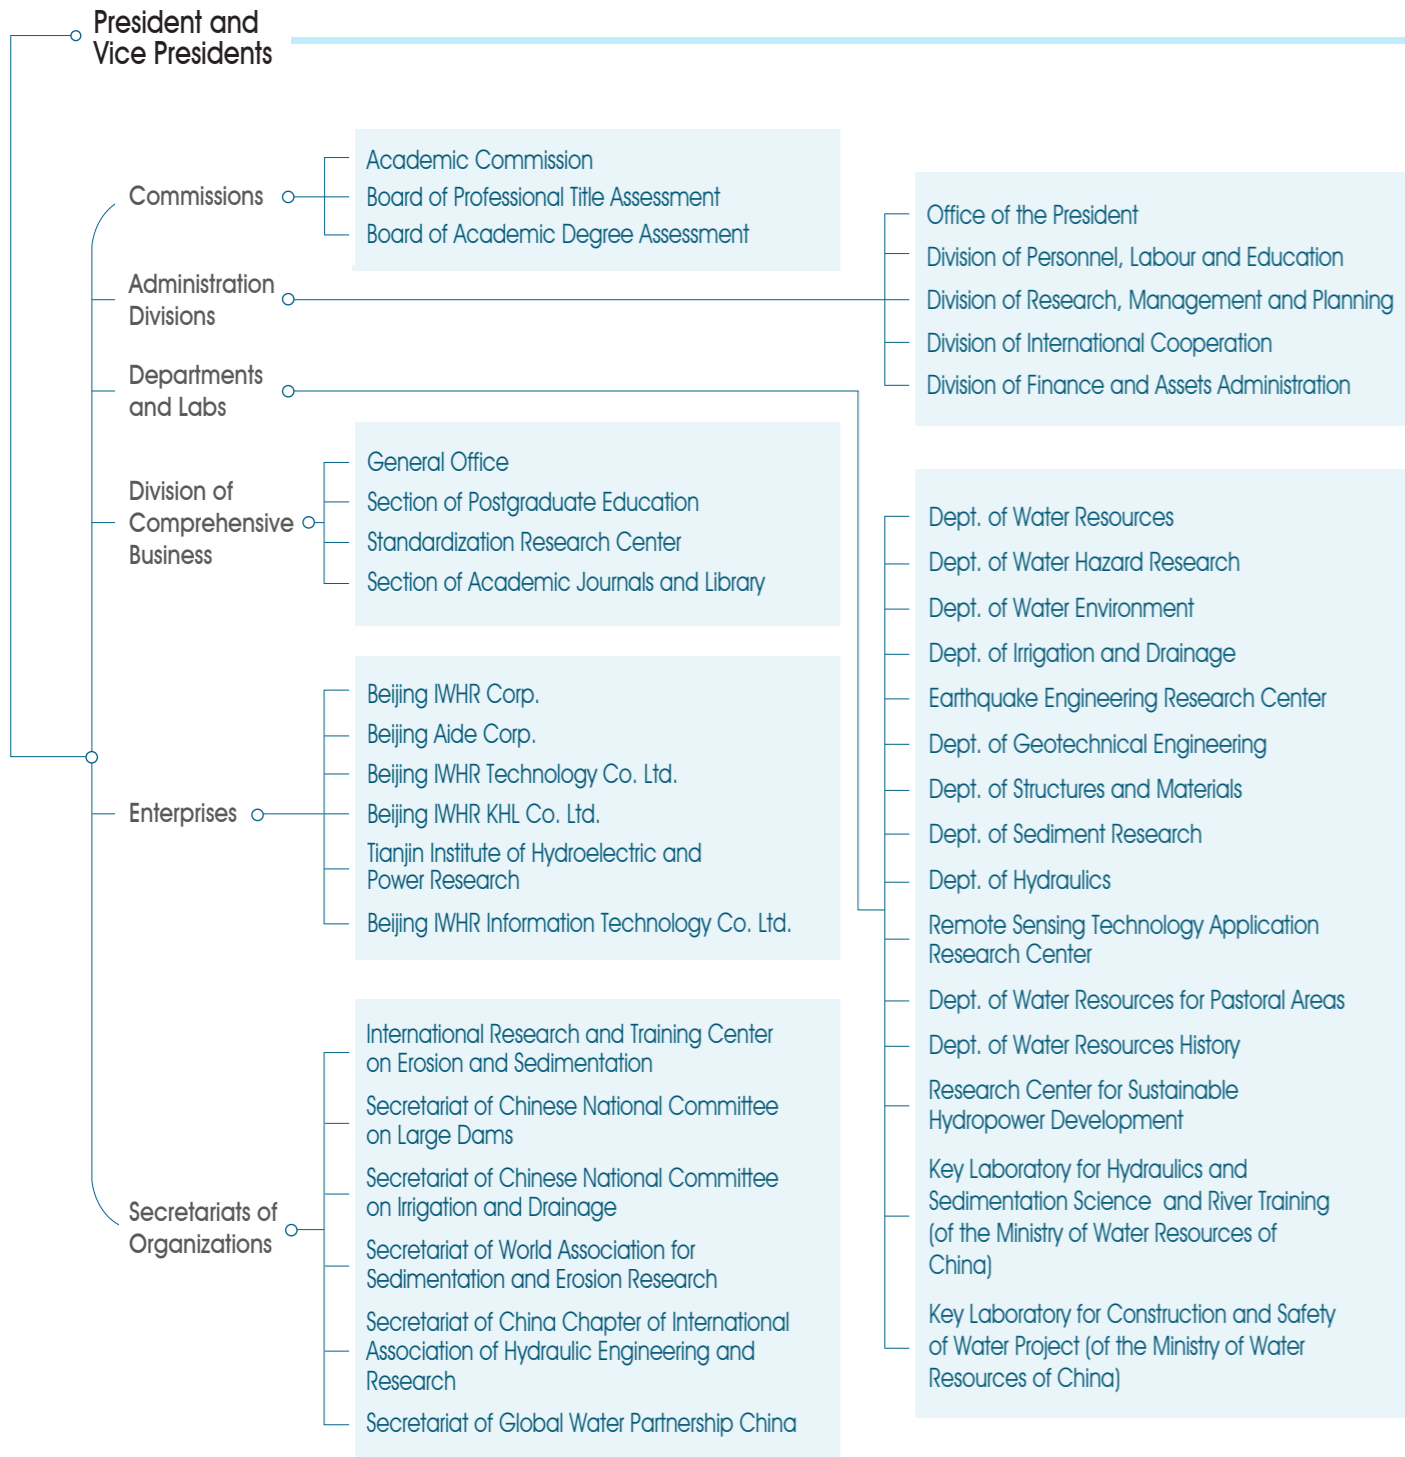 President and
Vice Presidents
Commissions
Academic Commission
Board of Professional Title Assessment
Board of Academic Degree Assessment
Administration
Divisions
Office of the President
Division of Personnel, Labour and Education
Division of Research, Management and Planning
Division of International Cooperation
Division of Finance and Assets Administration
Departments
and Labs
Dept. of Water Resources
Dept. of Water Hazard Research
Dept. of Water Environment
Dept. of Irrigation and Drainage
Earthquake Engineering Research Center
Dept. of Geotechnical Engineering
Dept. of Structures and Materials
Dept. of Sediment Research
Dept. of Hydraulics
Remote Sensing Technology Application
Research Center
Dept. of Water Resources for Pastoral Areas
Dept. of Water Resources History
Research Center for Sustainable
Hydropower Development
Key Laboratory for Hydraulics and
Sedimentation Science and River Training
(of the Ministry of Water Resources of
China)
Key Laboratory for Construction and Safety
of Water Project (of the Ministry of Water
Resources of China)
Division of
Comprehensive
Business
General Office
Section of Postgraduate Education
Standardization Research Center
Section of Academic Journals and Library
Enterprises
Beijing IWHR Corp.
Beijing Aide Corp.
Beijing IWHR Technology Co. Ltd.
Beijing IWHR KHL Co. Ltd.
Tianjin Institute of Hydroelectric and
Power Research
Beijing IWHR Information Technology Co. Ltd.
Secretariats of
Organizations
International Research and Training Center
on Erosion and Sedimentation
Secretariat of Chinese National Committee
on Large Dams
Secretariat of Chinese National Committee
on Irrigation and Drainage
Secretariat of World Association for
Sedimentation and Erosion Research
Secretariat of China Chapter of International
Association of Hydraulic Engineering and
Research
Secretariat of Global Water Partnership China